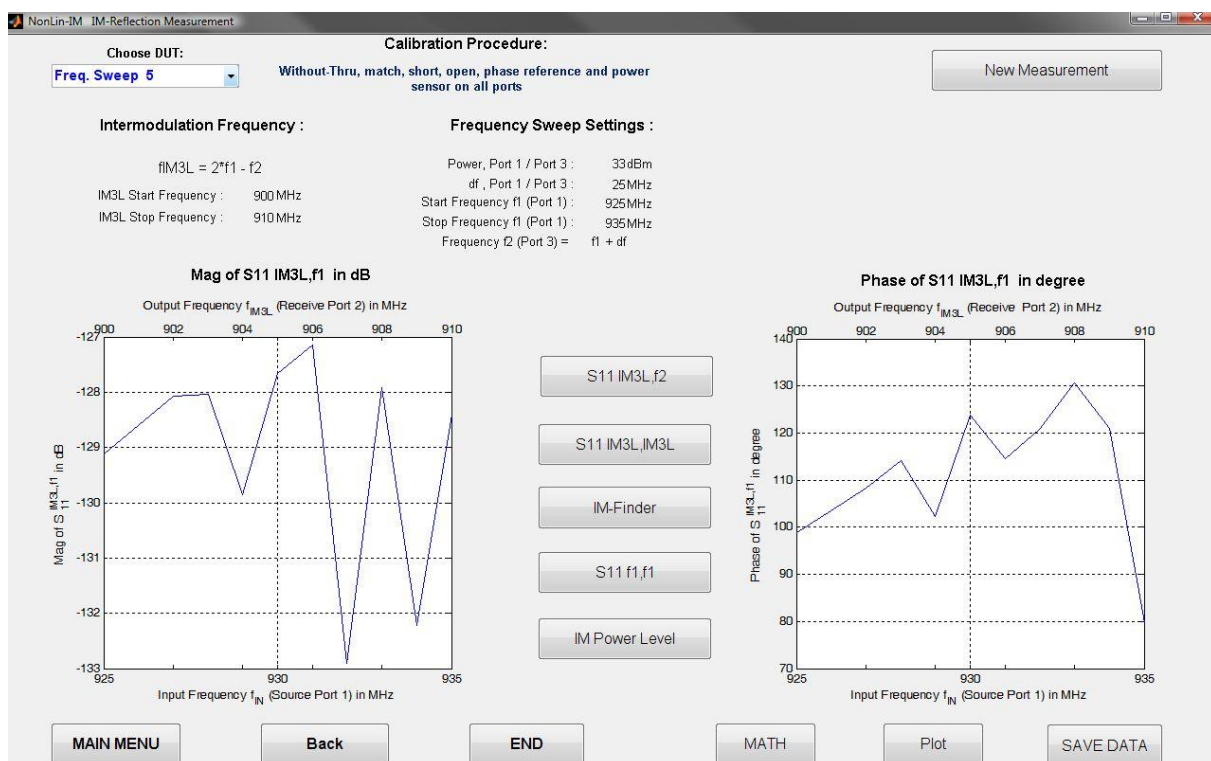 NonLin-IM IM-Reflection Measurement
Choose DUT:
Freq. Sweep 5
Calibration Procedure:
Without-Thru, match, short, open, phase reference and power
sensor on all ports
New Measurement
Intermodulation Frequency :
fIM3L = 2*f1 - f2
IM3L Start Frequency : 900 MHz
IM3L Stop Frequency : 910 MHz
Frequency Sweep Settings :
Power, Port 1 / Port 3 : 33 dBm
df , Port 1 / Port 3 : 25 MHz
Start Frequency f1 (Port 1) : 925 MHz
Stop Frequency f1 (Port 1) : 935 MHz
Frequency f2 (Port 3) = f1 + df
Mag of S11 IM3L,f1 in dB
Output Frequency fIM3L (Receive Port 2) in MHz
900 902 904 906 908 910
-127
-128
-129
-130
-131
-132
-133
Mag of S11 IM3L,f1 in dB
925 930 935
Input Frequency fIN (Source Port 1) in MHz
S11 IM3L,f2
S11 IM3L,IM3L
IM-Finder
S11 f1,f1
IM Power Level
Phase of S11 IM3L,f1 in degree
Output Frequency fIM3L (Receive Port 2) in MHz
900 902 904 906 908 910
140
130
120
110
100
90
80
70
Phase of S11 IM3L,f1 in degree
925 930 935
Input Frequency fIN (Source Port 1) in MHz
MAIN MENU
Back
END
MATH
Plot
SAVE DATA